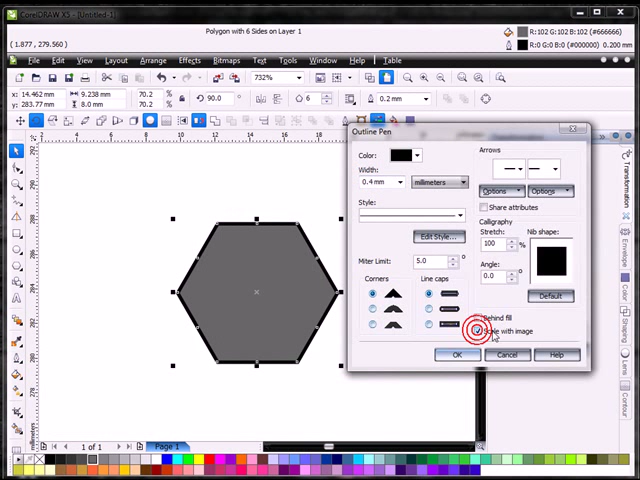 CorelDRAW X5 - [Untitled-1]
Polygon with 6 Sides on Layer 1
R:102 G:102 B:102 (#666666)
(1.877, 279.560)
R:0 G:0 B:0 (#000000) 0.200 mm
File Edit View Layout Arrange Effects Bitmaps Text Tools Window Help Table
732%
x: 14.462 mm 9.238 mm 70.2
y: 283.77 mm 8.0 mm 70.2
90.0 °
6
0.2 mm
Outline Pen
Color:
Width:
0.4 mm
millimeters
Style:
Edit Style...
Miter Limit: 5.0 °
Corners
Line caps
Arrows
Options
Options
Share attributes
Calligraphy
Stretch:
100 %
Nib shape:
Angle:
0.0 °
Default
Behind fill
Scale with image
OK
Cancel
Help
Transformation
Envelope
Color
Shaping
Lens
millimeters
1 of 1
Page 1